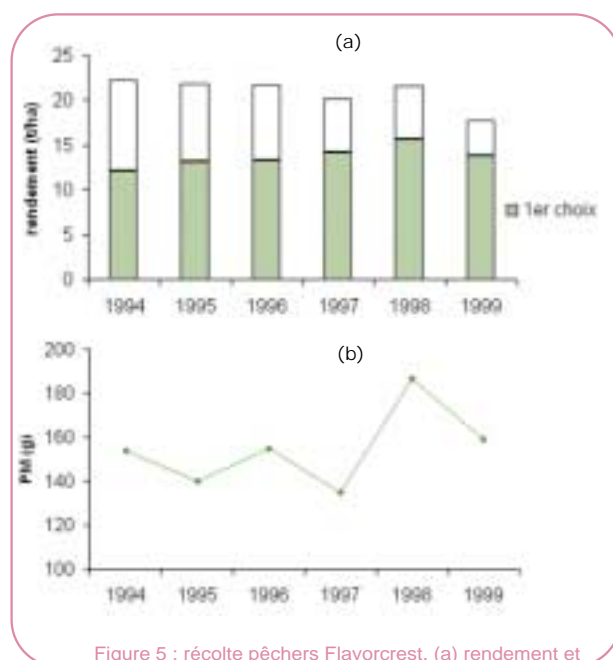 (a)
25
20
15
10
5
0
rendement (t/ha)
1er choix
1994 1995 1996 1997 1998 1999
(b)
200
180
160
140
120
100
PM (g)
1994 1995 1996 1997 1998 1999
Figure 5 : récolte pêchers Flavorcrest. (a) rendement et